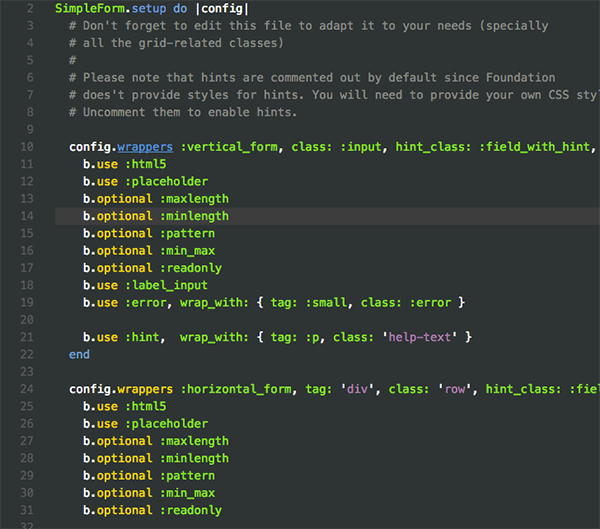 2 SimpleForm.setup do |config|
3 # Don't forget to edit this file to adapt it to your needs (specially
4 # all the grid-related classes)
5 #
6 # Please note that hints are commented out by default since Foundation
7 # does't provide styles for hints. You will need to provide your own CSS styl
8 # Uncomment them to enable hints.
9
10 config.wrappers :vertical_form, class: :input, hint_class: :field_with_hint,
11 b.use :html5
12 b.use :placeholder
13 b.optional :maxlength
14 b.optional :minlength
15 b.optional :pattern
16 b.optional :min_max
17 b.optional :readonly
18 b.use :label_input
19 b.use :error, wrap_with: { tag: :small, class: :error }
20
21 b.use :hint,  wrap_with: { tag: :p, class: 'help-text' }
22 end
23
24 config.wrappers :horizontal_form, tag: 'div', class: 'row', hint_class: :fie
25 b.use :html5
26 b.use :placeholder
27 b.optional :maxlength
28 b.optional :minlength
29 b.optional :pattern
30 b.optional :min_max
31 b.optional :readonly
32